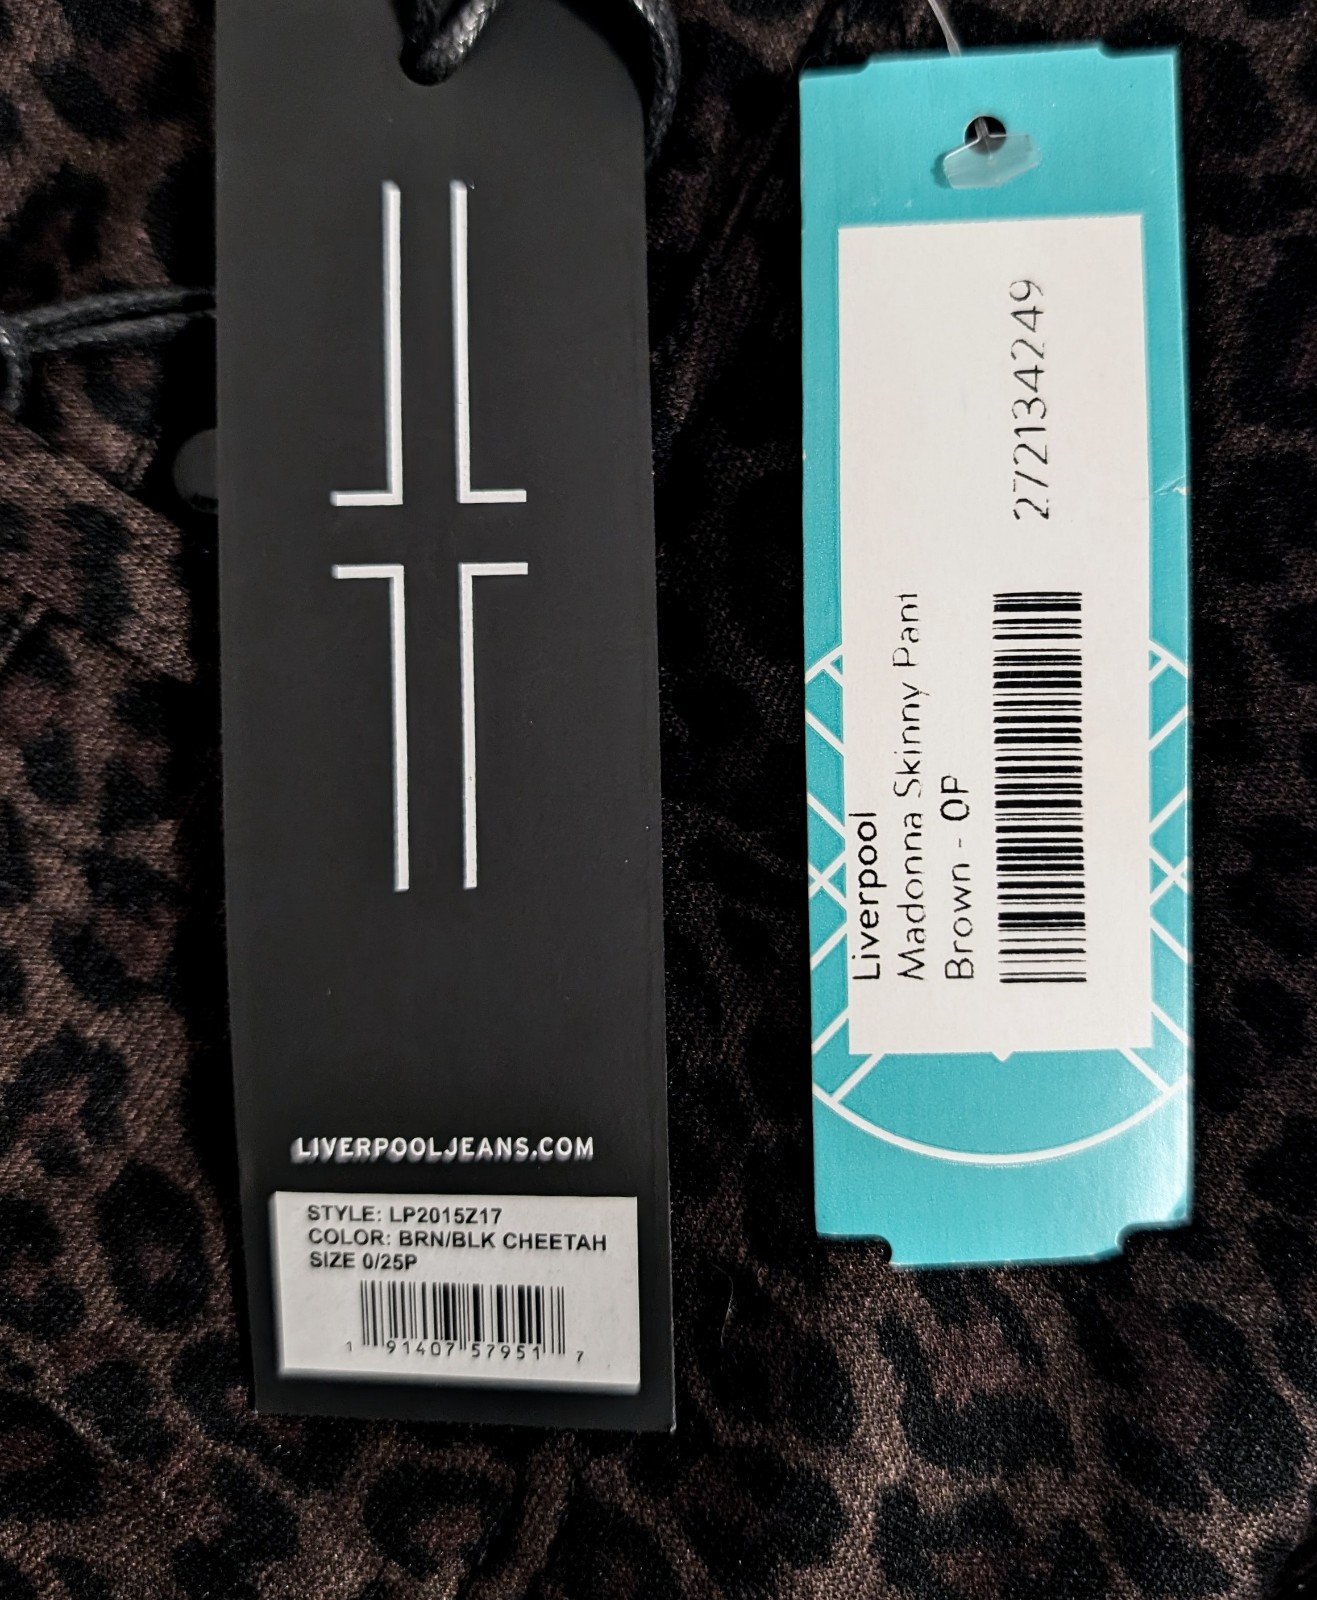 LIVERPOOLJEANS.COM
STYLE: LP2015Z17
COLOR: BRN/BLK CHEETAH
SIZE 0/25P
1 91407 57951 7
Liverpool
Madonna Skinny Pant
Brown - 0P
272134249